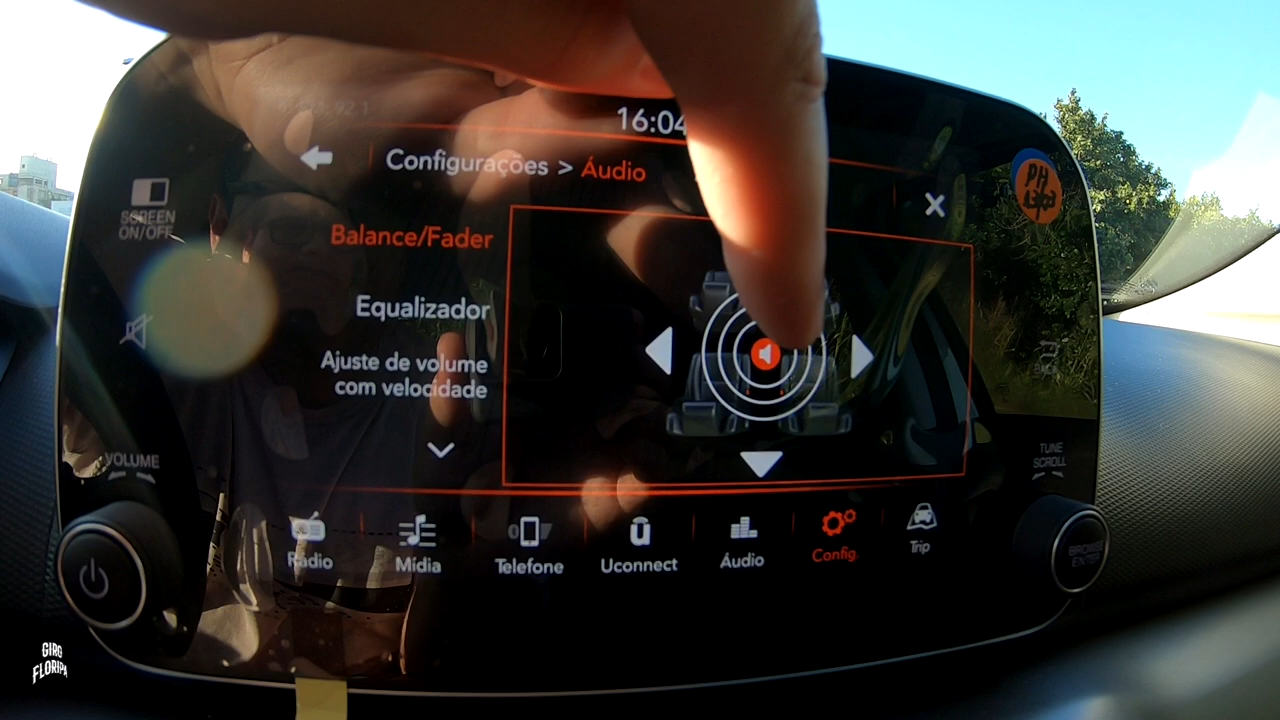 16:04
Configurações > Áudio
SCREEN
ON/OFF
Balance/Fader
Equalizador
Ajuste de volume
com velocidade
VOLUME
TUNE
SCROLL
Rádio
Mídia
Telefone
Uconnect
Áudio
Config.
Trip
BROWSE
ENTER
PH
GIRO
FLORIPA